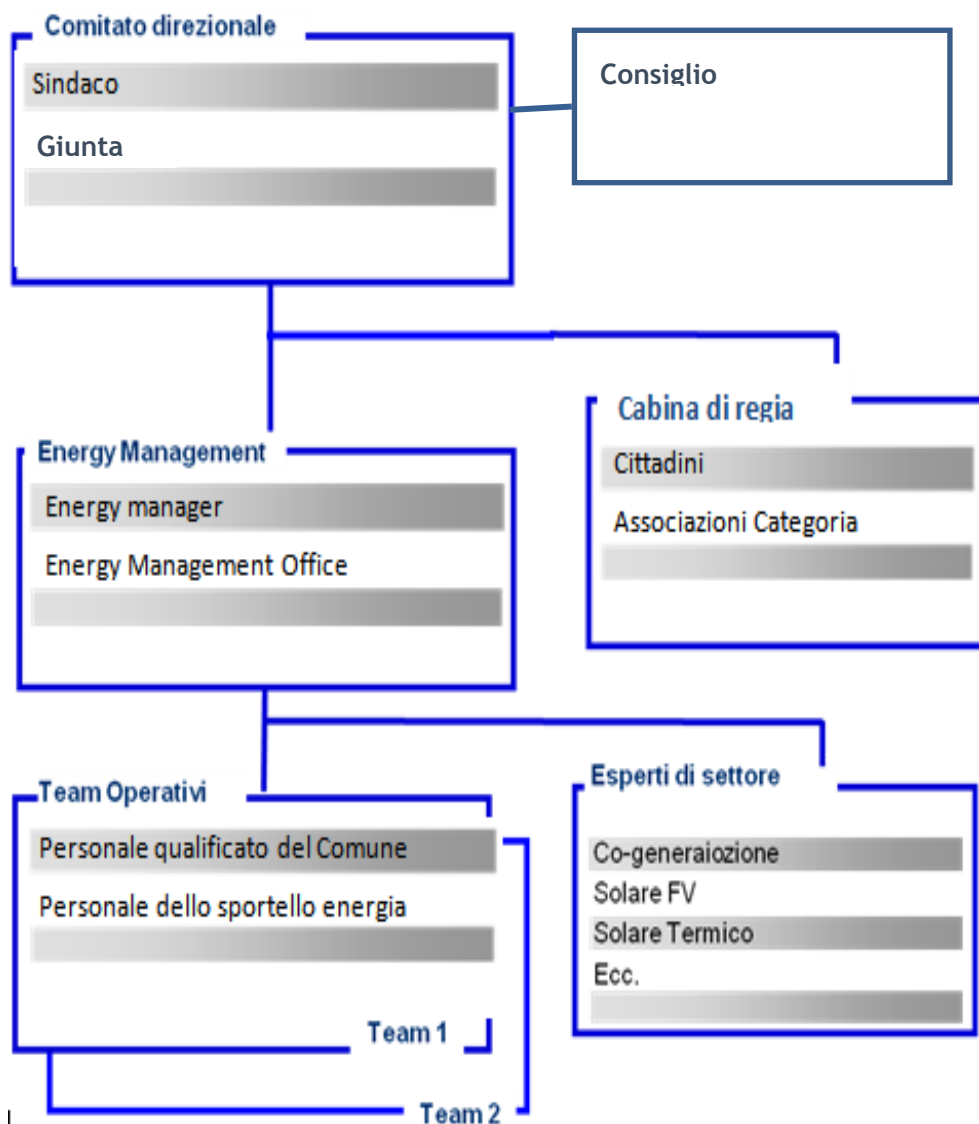 Comitato direzionale
Sindaco
Giunta
Consiglio
Energy Management
Energy manager
Energy Management Office
Cabina di regia
Cittadini
Associazioni Categoria
Team Operativi
Personale qualificato del Comune
Personale dello sportello energia
Team 1
Team 2
Esperti di settore
Co-generaiozione
Solare FV
Solare Termico
Ecc.